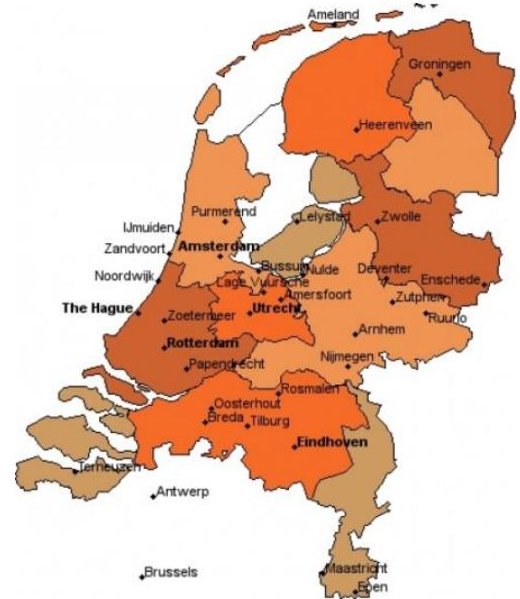 Ameland
Groningen
Heerenveen
Purmerend
Lelystad
Zwolle
IJmuiden
Zandvoort
Amsterdam
Bussum
Nulde
Deventer
Enschede
Noordwijk
Lage Vuursche
Amersfoort
Zutphen
The Hague
Zoetermeer
Utrecht
Ruurlo
Arnhem
Rotterdam
Papendrecht
Nijmegen
Rosmalen
Oosterhout
Breda
Tilburg
Eindhoven
Terneuzen
Antwerp
Brussels
Maastricht
Epen